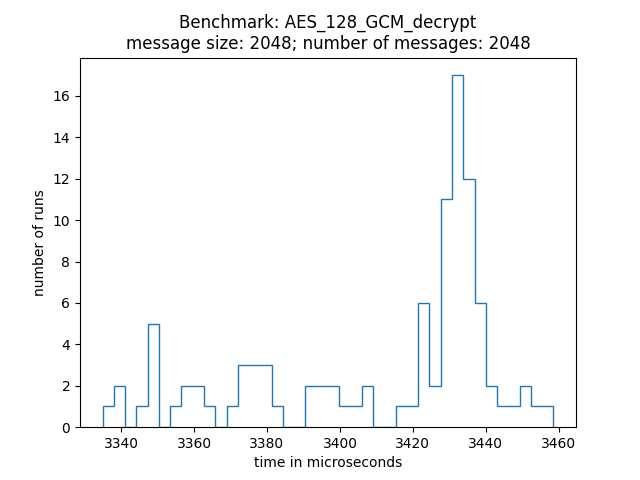 Benchmark: AES_128_GCM_decrypt
message size: 2048; number of messages: 2048
number of runs
16
14
12
10
8
6
4
2
0
3340 3360 3380 3400 3420 3440 3460
time in microseconds